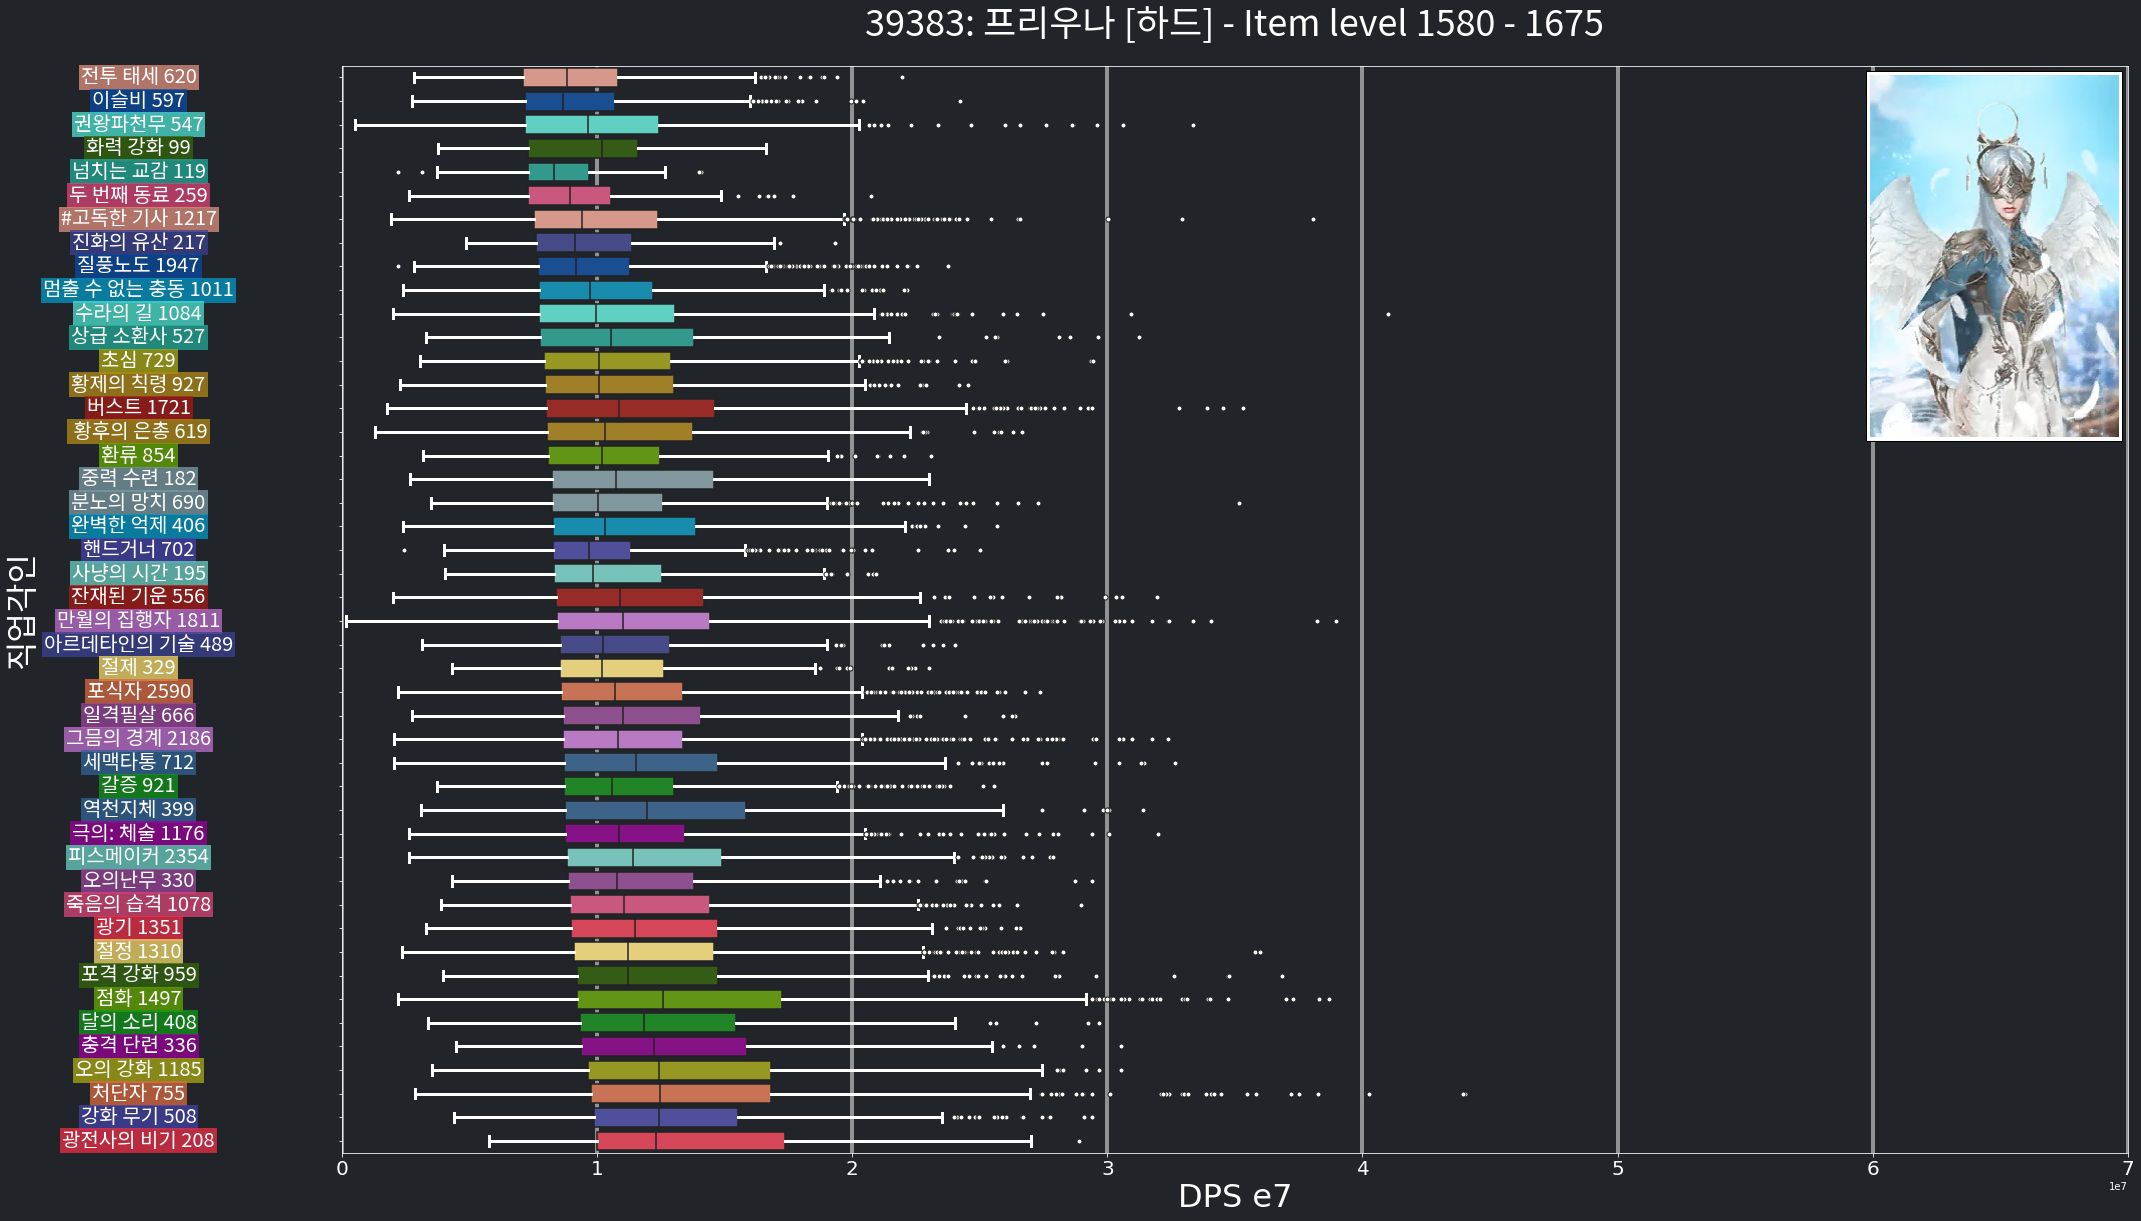 39383: 프리우나 [하드] - Item level 1580 - 1675
전투 태세 620
이슬비 597
권왕파천무 547
화력 강화 99
넘치는 교감 119
두 번째 동료 259
#고독한 기사 1217
진화의 유산 217
질풍노도 1947
멈출 수 없는 충동 1011
수라의 길 1084
상급 소환사 527
초심 729
황제의 칙령 927
버스트 1721
황후의 은총 619
환류 854
중력 수련 182
분노의 망치 690
완벽한 억제 406
핸드거너 702
사냥의 시간 195
잔재된 기운 556
만월의 집행자 1811
아르데타인의 기술 489
절제 329
포식자 2590
일격필살 666
그믐의 경계 2186
세맥타통 712
갈증 921
역천지체 399
극의: 체술 1176
피스메이커 2354
오의난무 330
죽음의 습격 1078
광기 1351
절정 1310
포격 강화 959
점화 1497
달의 소리 408
충격 단련 336
오의 강화 1185
처단자 755
강화 무기 508
광전사의 비기 208
직업각인
0 1 2 3 4 5 6 7
1e7
DPS e7